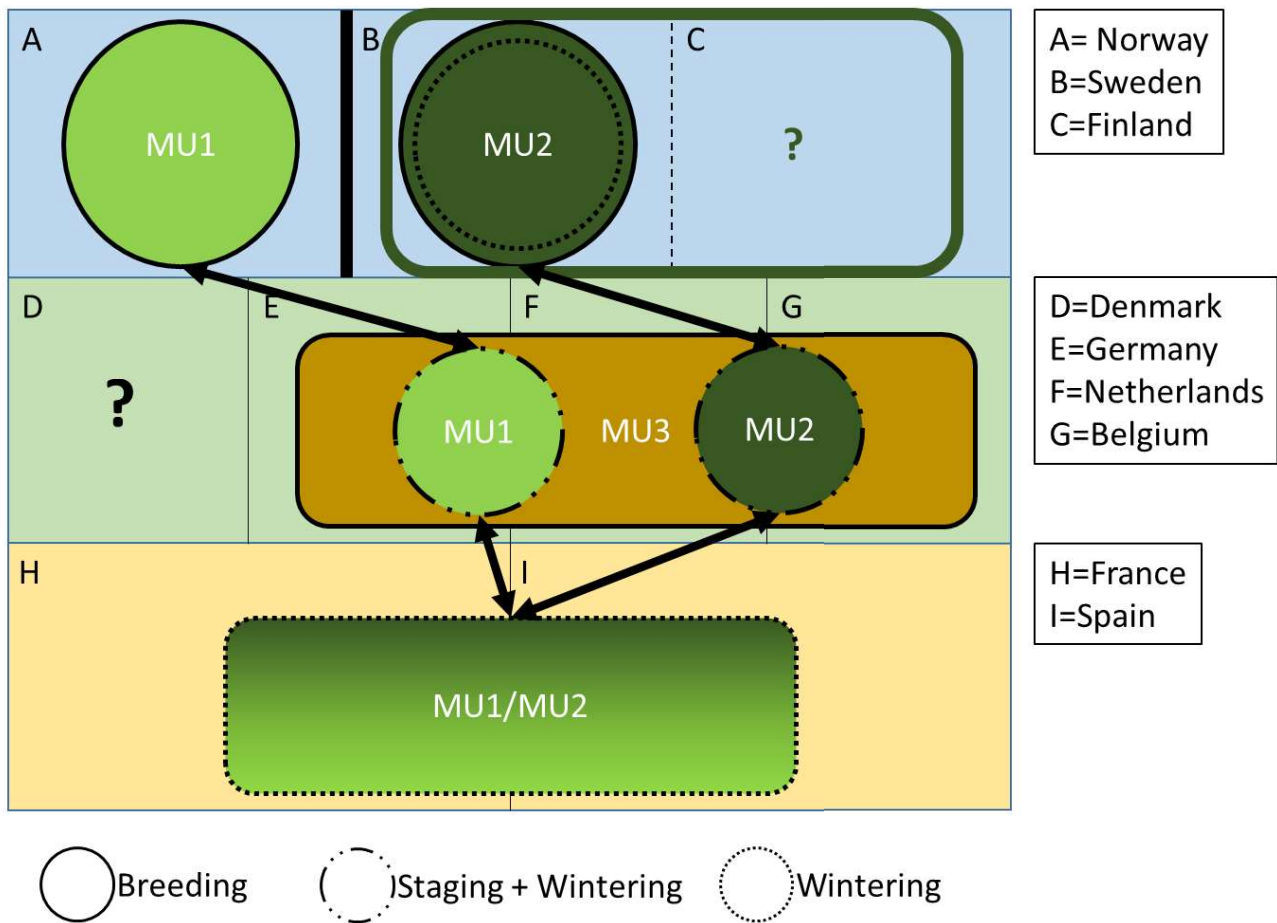 A
B
C
MU1
MU2
?
A= Norway
B=Sweden
C=Finland
D
E
F
G
?
MU1
MU3
MU2
D=Denmark
E=Germany
F=Netherlands
G=Belgium
H
I
MU1/MU2
H=France
I=Spain
Breeding
Staging + Wintering
Wintering